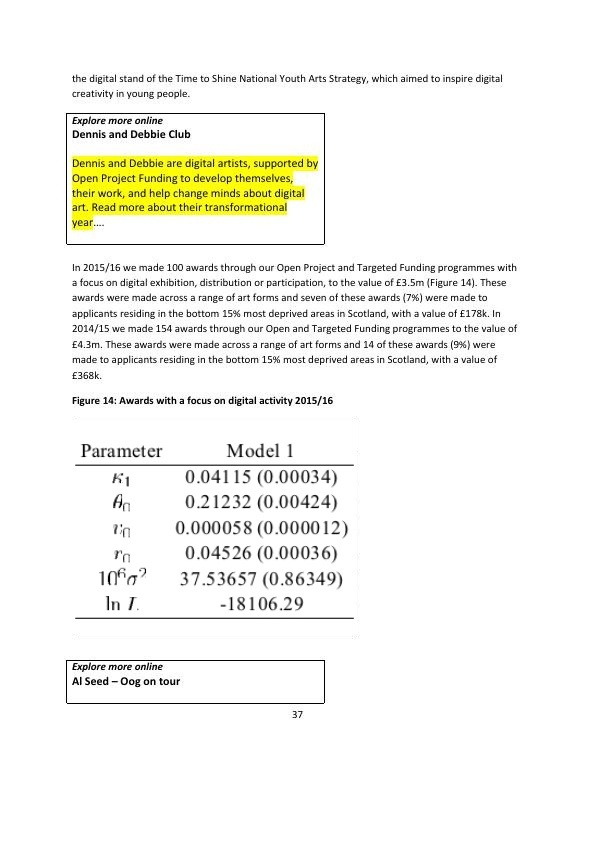 the digital stand of the Time to Shine National Youth Arts Strategy, which aimed to inspire digital
creativity in young people.
Explore more online
Dennis and Debbie Club
Dennis and Debbie are digital artists, supported by
Open Project Funding to develop themselves,
their work, and help change minds about digital
art. Read more about their transformational
year….
In 2015/16 we made 100 awards through our Open Project and Targeted Funding programmes with
a focus on digital exhibition, distribution or participation, to the value of £3.5m (Figure 14). These
awards were made across a range of art forms and seven of these awards (7%) were made to
applicants residing in the bottom 15% most deprived areas in Scotland, with a value of £178k. In
2014/15 we made 154 awards through our Open and Targeted Funding programmes to the value of
£4.3m. These awards were made across a range of art forms and 14 of these awards (9%) were
made to applicants residing in the bottom 15% most deprived areas in Scotland, with a value of
£368k.
Figure 14: Awards with a focus on digital activity 2015/16
Parameter Model 1
κ1 0.04115 (0.00034)
0.21232 (0.00424)
0.000058 (0.000012)
0.04526 (0.00036)
10⁶σ² 37.53657 (0.86349)
ln -18106.29
Explore more online
Al Seed – Oog on tour
37